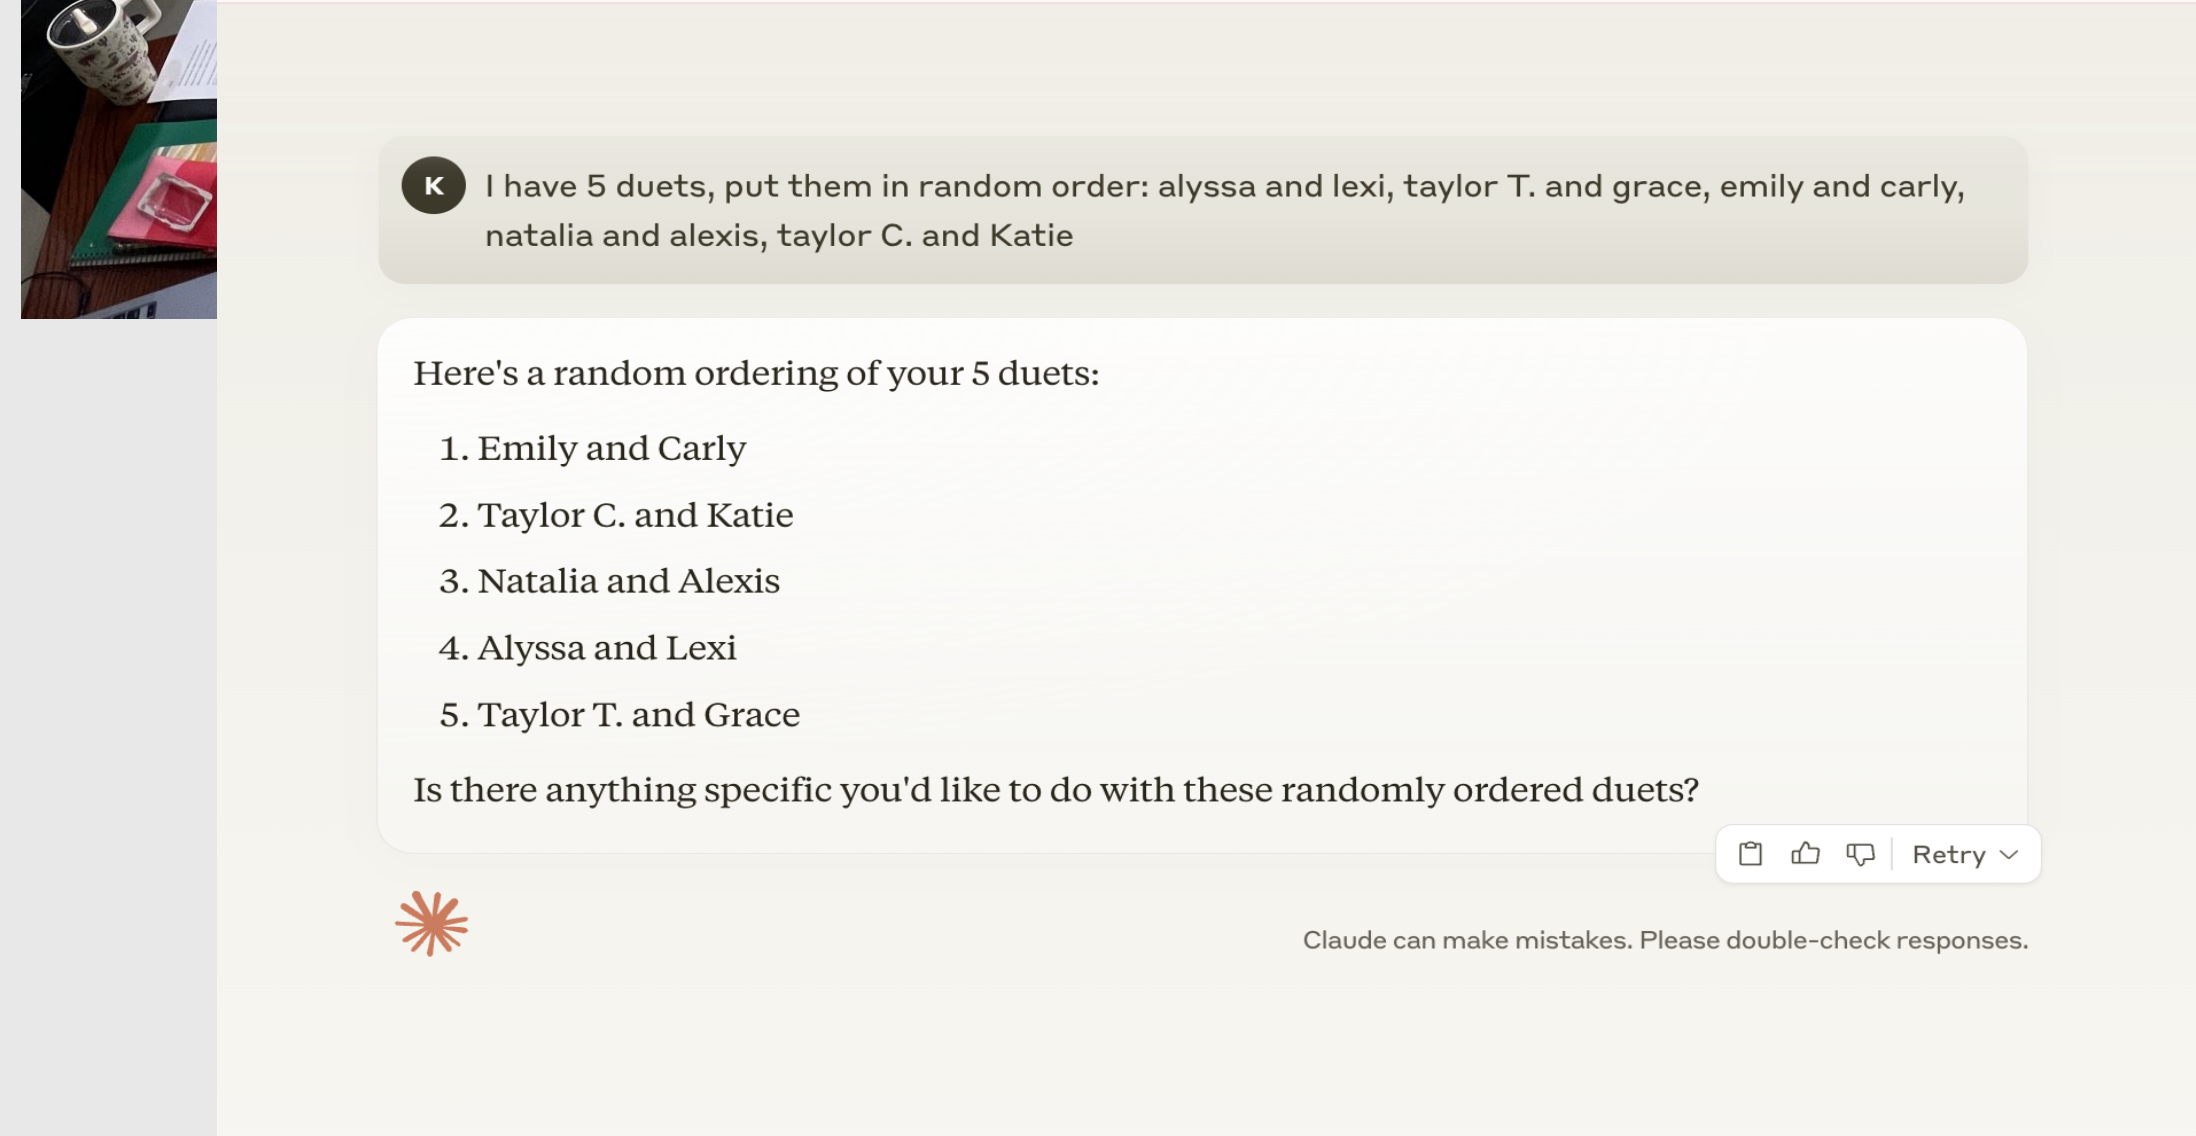 K
I have 5 duets, put them in random order: alyssa and lexi, taylor T. and grace, emily and carly,
natalia and alexis, taylor C. and Katie
Here's a random ordering of your 5 duets:
1. Emily and Carly
2. Taylor C. and Katie
3. Natalia and Alexis
4. Alyssa and Lexi
5. Taylor T. and Grace
Is there anything specific you'd like to do with these randomly ordered duets?
Retry
Claude can make mistakes. Please double-check responses.